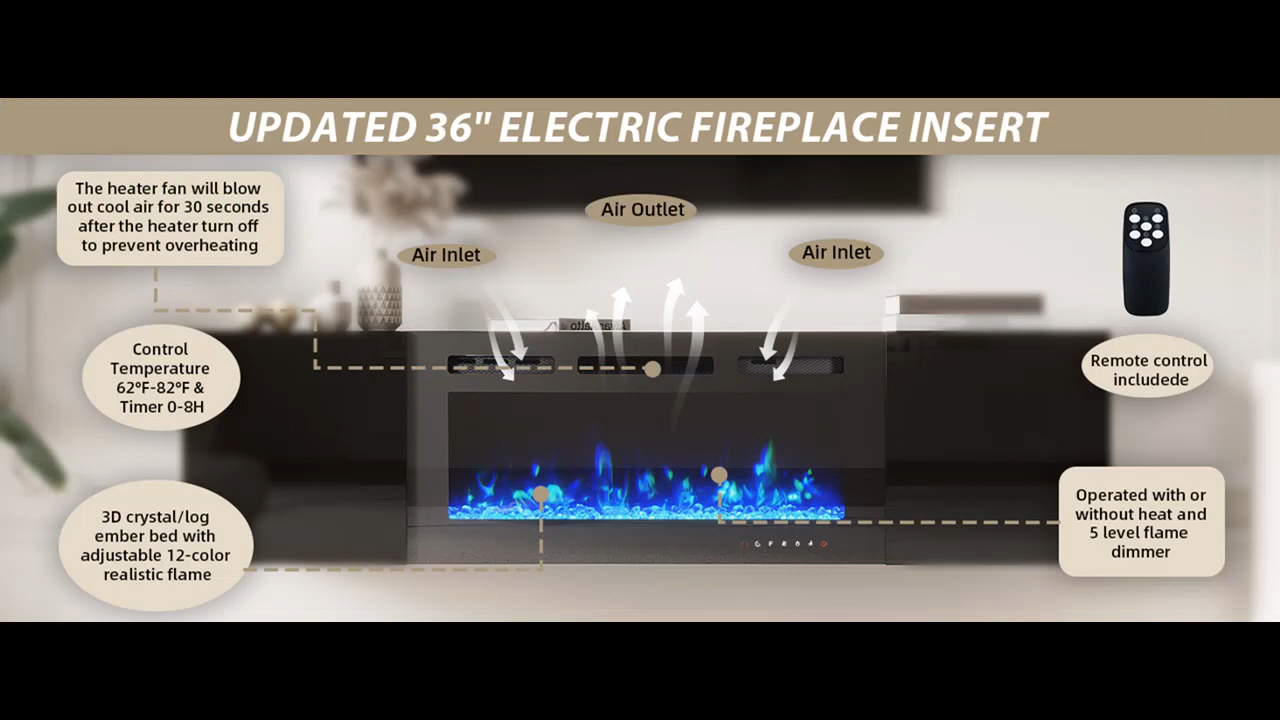 UPDATED 36" ELECTRIC FIREPLACE INSERT
The heater fan will blow
out cool air for 30 seconds
after the heater turn off
to prevent overheating
Air Outlet
Air Inlet
Air Inlet
Control
Temperature
62°F-82°F &
Timer 0-8H
Remote control
includede
3D crystal/log
ember bed with
adjustable 12-color
realistic flame
Operated with or
without heat and
5 level flame
dimmer